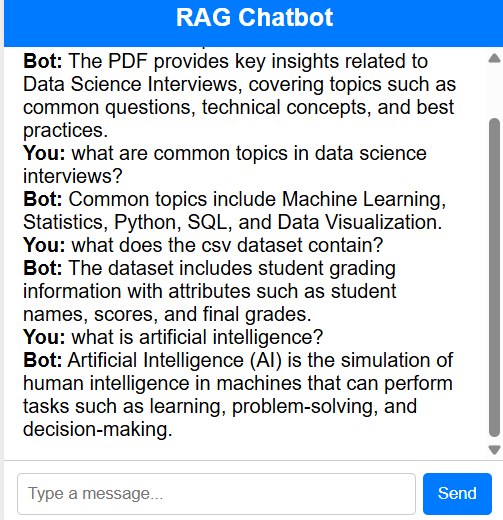 RAG Chatbot
Bot: The PDF provides key insights related to
Data Science Interviews, covering topics such as
common questions, technical concepts, and best
practices.
You: what are common topics in data science
interviews?
Bot: Common topics include Machine Learning,
Statistics, Python, SQL, and Data Visualization.
You: what does the csv dataset contain?
Bot: The dataset includes student grading
information with attributes such as student
names, scores, and final grades.
You: what is artificial intelligence?
Bot: Artificial Intelligence (AI) is the simulation of
human intelligence in machines that can perform
tasks such as learning, problem-solving, and
decision-making.
Type a message...
Send